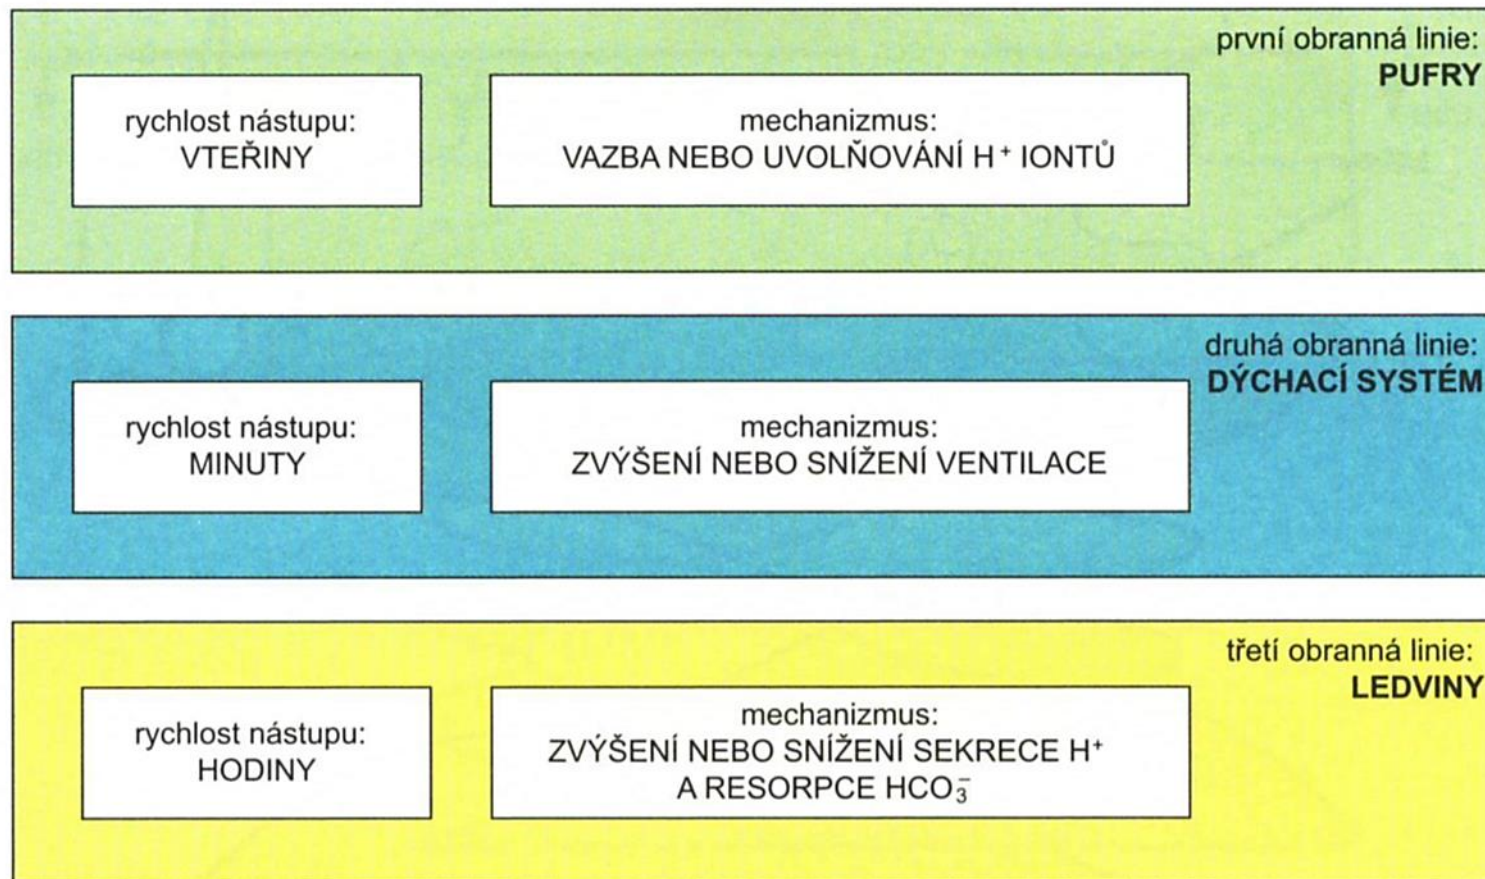 první obranná linie:
PUFRY
rychlost nástupu:
VTEŘINY
mechanizmus:
VAZBA NEBO UVOLŇOVÁNÍ H⁺ IONTŮ
druhá obranná linie:
DÝCHACÍ SYSTÉM
rychlost nástupu:
MINUTY
mechanizmus:
ZVÝŠENÍ NEBO SNÍŽENÍ VENTILACE
třetí obranná linie:
LEDVINY
rychlost nástupu:
HODINY
mechanizmus:
ZVÝŠENÍ NEBO SNÍŽENÍ SEKRECE H⁺
A RESORPCE HCO₃⁻